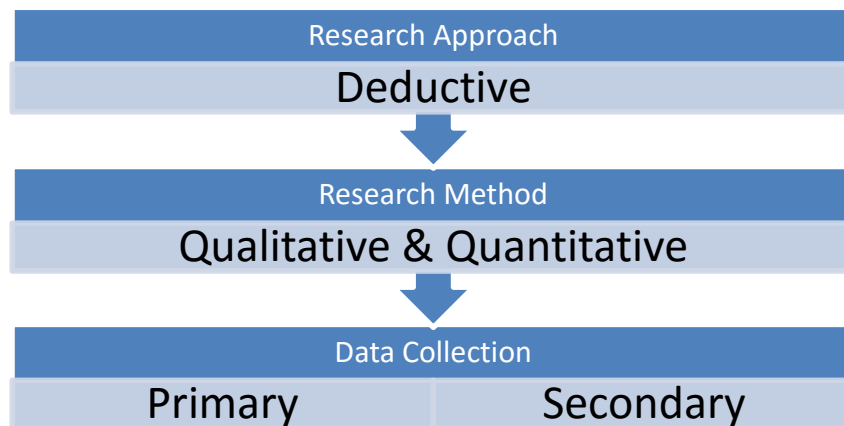 Research Approach
Deductive
Research Method
Qualitative & Quantitative
Data Collection
Primary Secondary